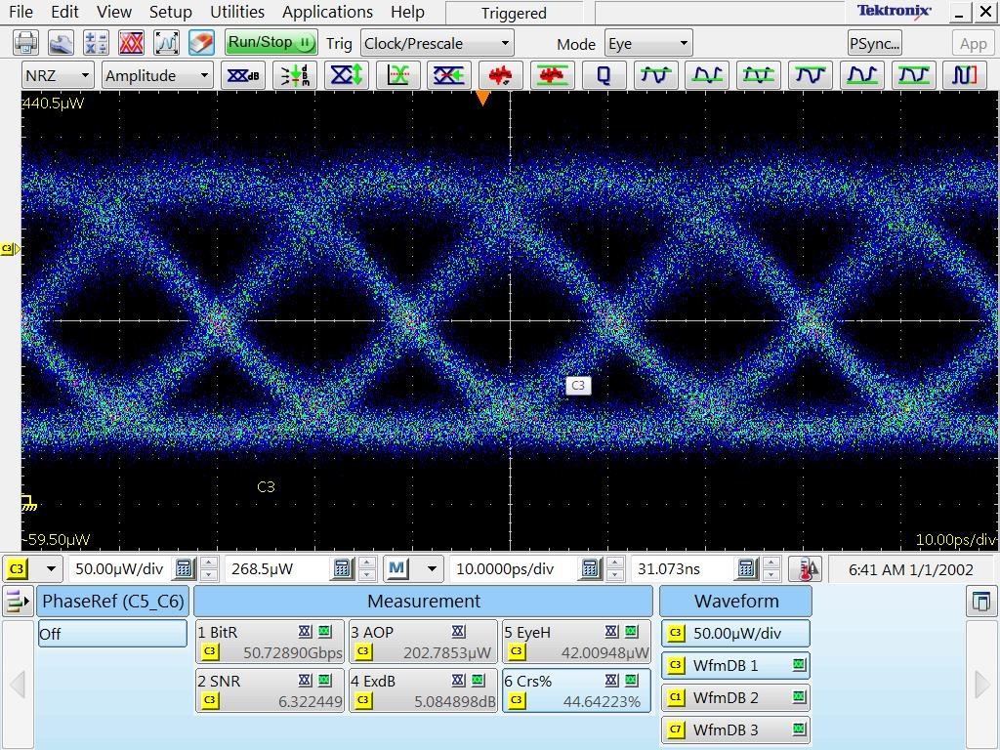 File Edit View Setup Utilities Applications Help Triggered Tektronix
Run/Stop Trig Clock/Prescale Mode Eye PSync... App
NRZ Amplitude dB dB Q
440.5µW
C3
C3
C3
-59.50µW 10.00ps/div
C3 50.00µW/div 268.5µW M 10.0000ps/div 31.073ns 6:41 AM 1/1/2002
PhaseRef (C5_C6) Measurement Waveform
Off
1 BitR 3 AOP 5 EyeH C3 50.00µW/div
C3 50.72890Gbps C3 202.7853µW C3 42.00948µW C3 WfmDB 1
2 SNR 4 ExdB 6 Crs% C1 WfmDB 2
C3 6.322449 C3 5.084898dB C3 44.64223% C7 WfmDB 3